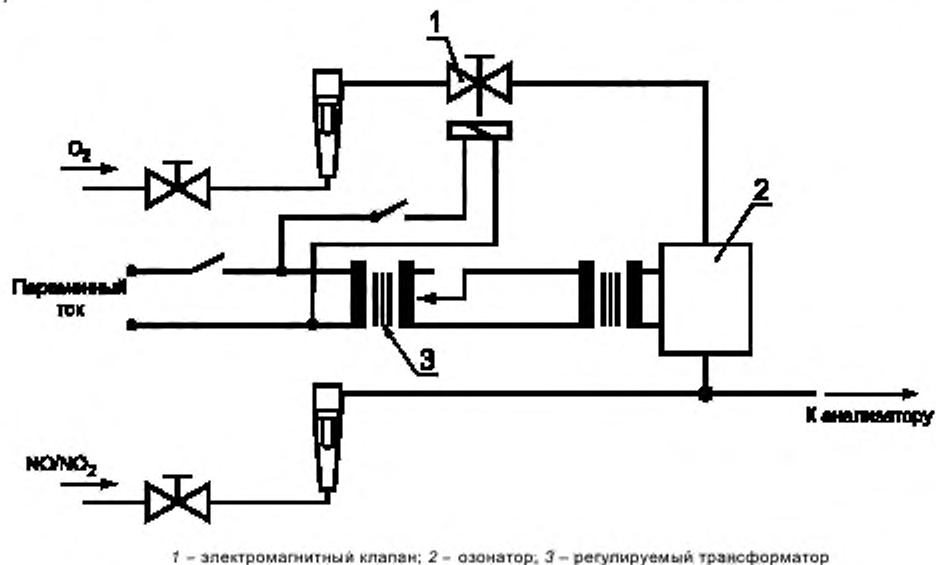 1
O2
2
Переменный
ток
3
К анализатору
NO/NO2
1 – электромагнитный клапан; 2 – озонатор; 3 – регулируемый трансформатор